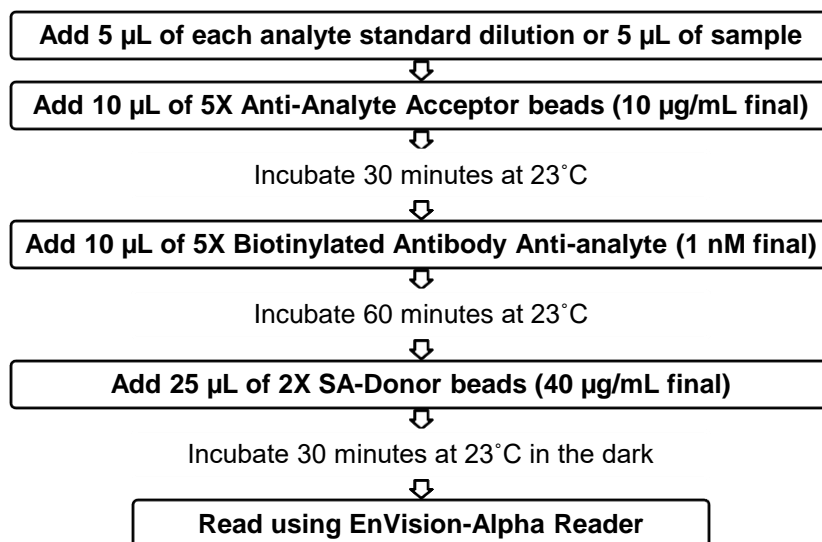 Add 5 µL of each analyte standard dilution or 5 µL of sample
Add 10 µL of 5X Anti-Analyte Acceptor beads (10 µg/mL final)
Incubate 30 minutes at 23˚C
Add 10 µL of 5X Biotinylated Antibody Anti-analyte (1 nM final)
Incubate 60 minutes at 23˚C
Add 25 µL of 2X SA-Donor beads (40 µg/mL final)
Incubate 30 minutes at 23˚C in the dark
Read using EnVision-Alpha Reader